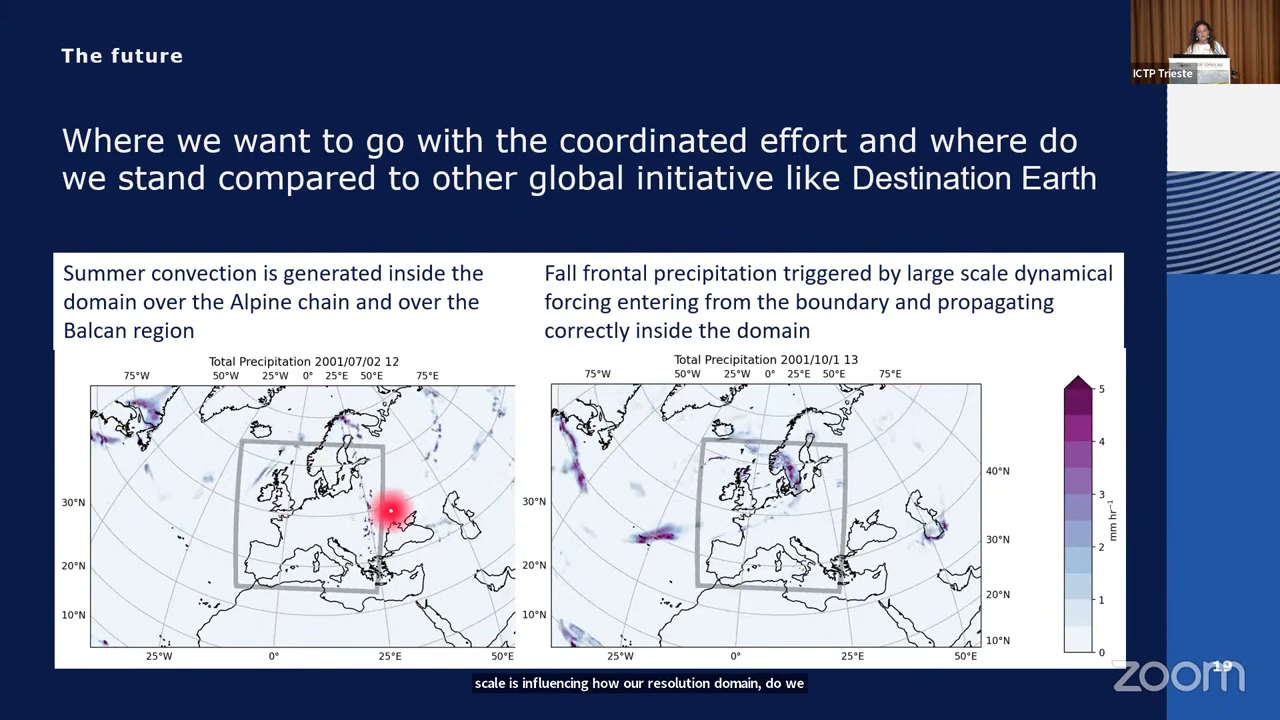 The future
ICTP Trieste
Where we want to go with the coordinated effort and where do
we stand compared to other global initiative like Destination Earth
Summer convection is generated inside the
domain over the Alpine chain and over the
Balcan region
Fall frontal precipitation triggered by large scale dynamical
forcing entering from the boundary and propagating
correctly inside the domain
Total Precipitation 2001/07/02 12
75°W 50°W 25°W 0° 25°E 50°E 75°E
30°N
20°N
10°N
25°W 0° 25°E 50°E
Total Precipitation 2001/10/1 13
75°W 50°W 25°W 0° 25°E 50°E 75°E
30°N
20°N
10°N
40°N
30°N
20°N
10°N
25°W 0° 25°E 50°E
5
4
3
2
1
0
mm hr⁻¹
19
zoom
scale is influencing how our resolution domain, do we